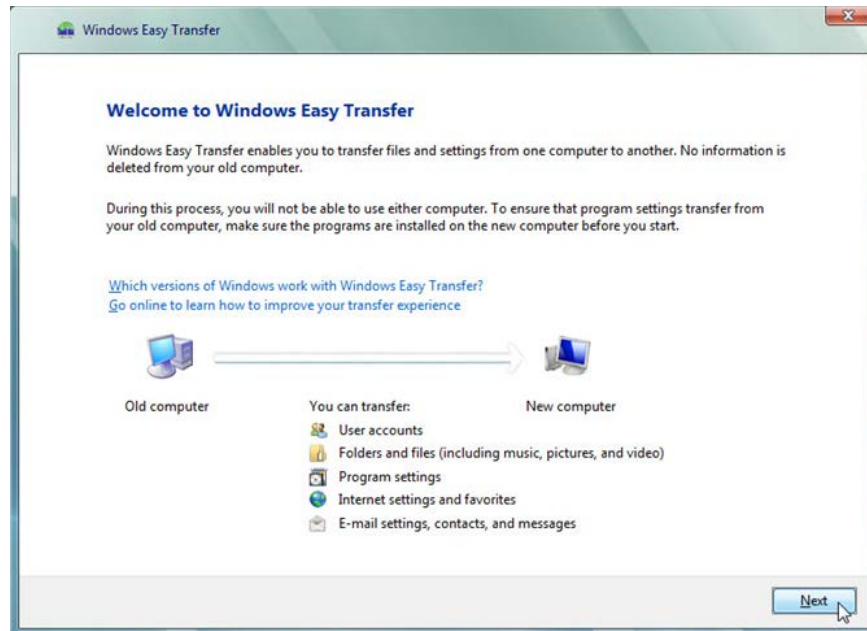 Windows Easy Transfer
Welcome to Windows Easy Transfer
Windows Easy Transfer enables you to transfer files and settings from one computer to another. No information is
deleted from your old computer.
During this process, you will not be able to use either computer. To ensure that program settings transfer from
your old computer, make sure the programs are installed on the new computer before you start.
Which versions of Windows work with Windows Easy Transfer?
Go online to learn how to improve your transfer experience
Old computer
You can transfer:
New computer
User accounts
Folders and files (including music, pictures, and video)
Program settings
Internet settings and favorites
E-mail settings, contacts, and messages
Next